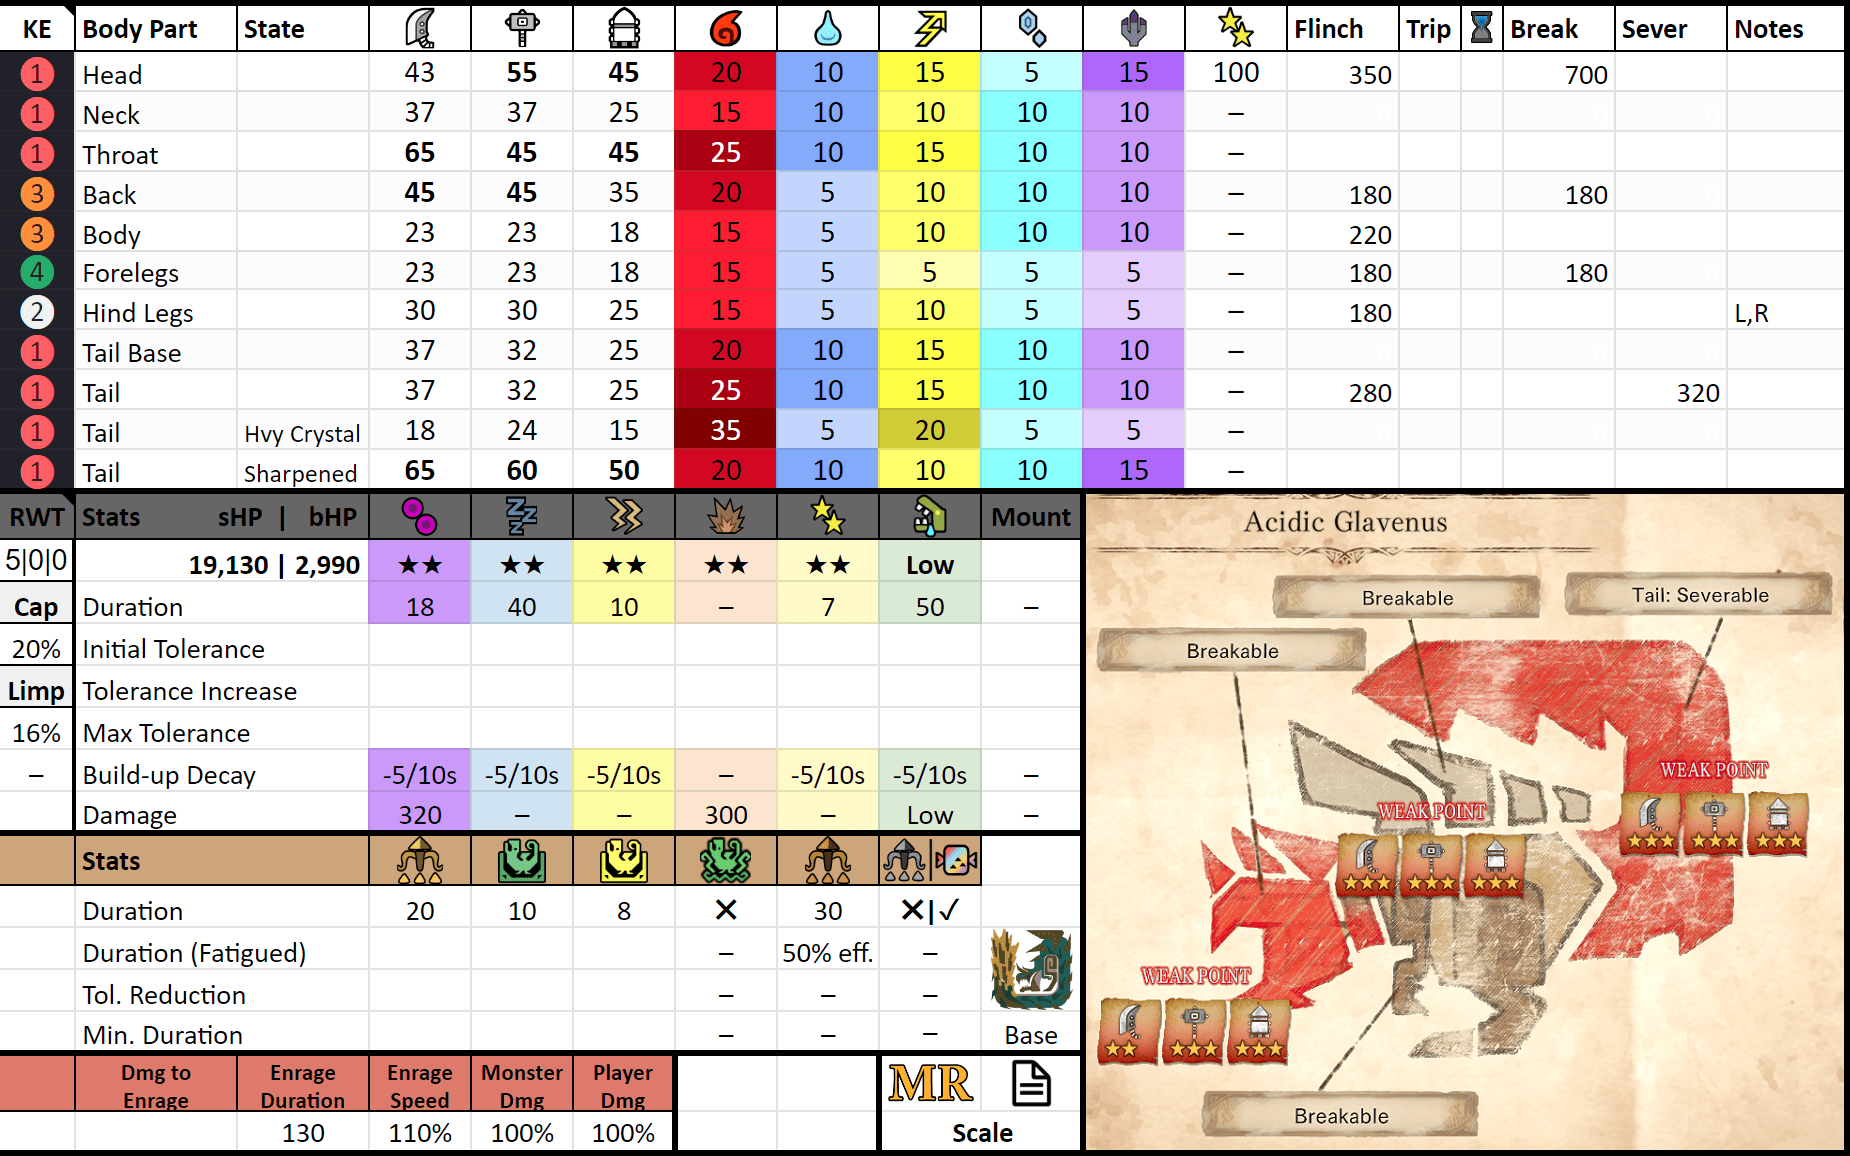 KE Body Part State Flinch Trip Break Sever Notes
1 Head 43 55 45 20 10 15 5 15 100 350 700
1 Neck 37 37 25 15 10 10 10 10 –
1 Throat 65 45 45 25 10 15 10 10 –
3 Back 45 45 35 20 5 10 10 10 – 180 180
3 Body 23 23 18 15 5 10 10 10 – 220
4 Forelegs 23 23 18 15 5 5 5 5 – 180 180
2 Hind Legs 30 30 25 15 5 10 5 5 – 180 L,R
1 Tail Base 37 32 25 20 10 15 10 10 –
1 Tail 37 32 25 25 10 15 10 10 – 280 320
1 Tail Hvy Crystal 18 24 15 35 5 20 5 5 –
1 Tail Sharpened 65 60 50 20 10 10 10 15 –
RWT Stats sHP | bHP Mount
5|0|0 19,130 | 2,990 ★★ ★★ ★★ ★★ ★★ Low
Cap Duration 18 40 10 – 7 50 –
20% Initial Tolerance
Limp Tolerance Increase
16% Max Tolerance
– Build-up Decay -5/10s -5/10s -5/10s – -5/10s -5/10s –
Damage 320 – – 300 – Low –
Stats
Duration 20 10 8 ✕ 30 ✕|✓
Duration (Fatigued) – 50% eff. –
Tol. Reduction – – –
Min. Duration – – – Base
Dmg to Enrage Enrage Duration Enrage Speed Monster Dmg Player Dmg MR
130 110% 100% 100% Scale
Acidic Glavenus
Breakable
Tail: Severable
Breakable
WEAK POINT
WEAK POINT
WEAK POINT
Breakable